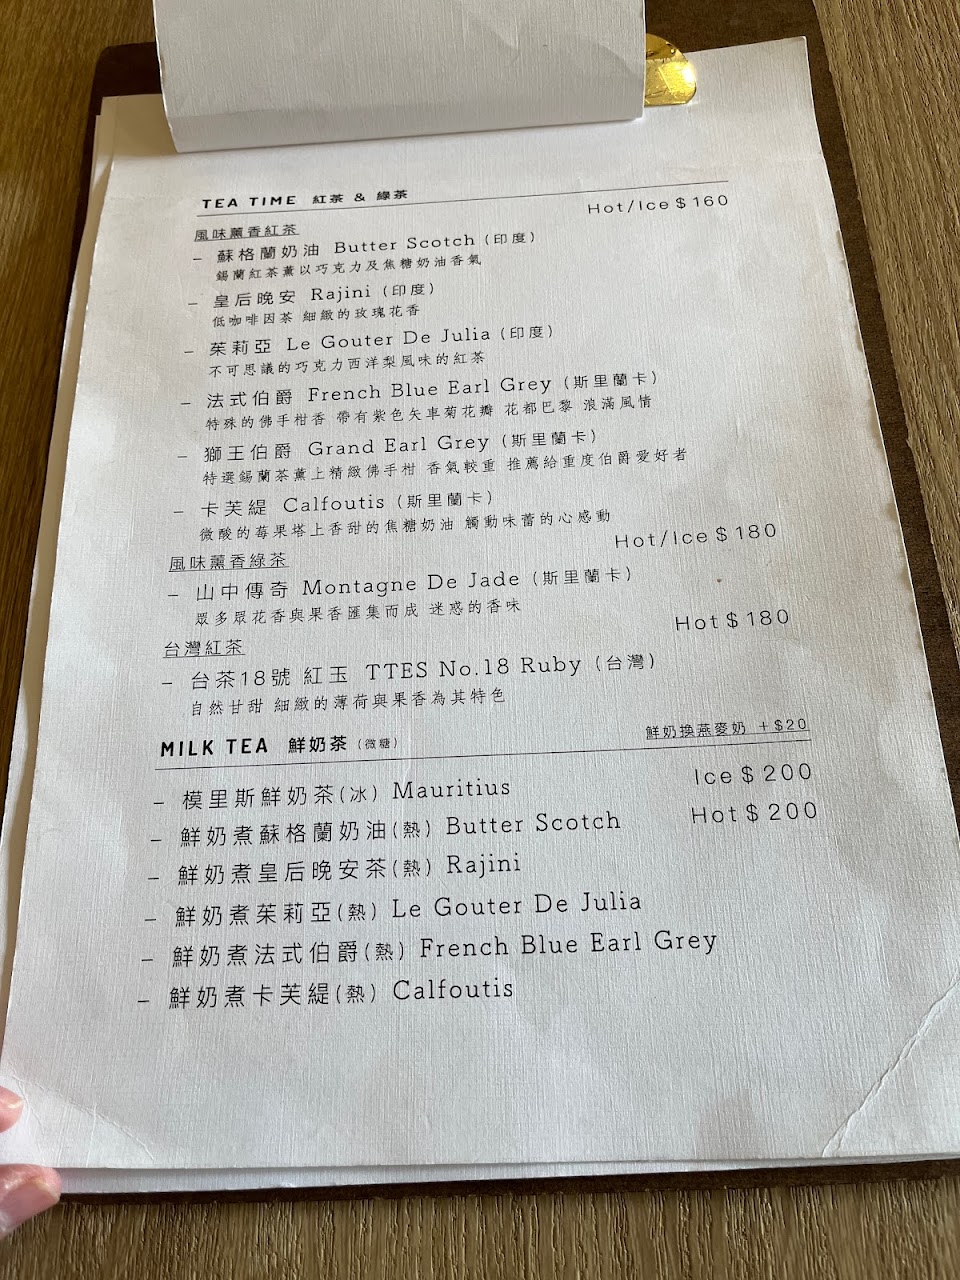 TEA TIME 紅茶 & 綠茶
Hot/Ice $160
風味薰香紅茶
– 蘇格蘭奶油 Butter Scotch (印度)
錫蘭紅茶薰以巧克力及焦糖奶油香氣
– 皇后晚安 Rajini (印度)
低咖啡因茶 細緻的玫瑰花香
– 茱莉亞 Le Gouter De Julia (印度)
不可思議的巧克力西洋梨風味的紅茶
– 法式伯爵 French Blue Earl Grey (斯里蘭卡)
特殊的佛手柑香 帶有紫色矢車菊花瓣 花都巴黎 浪滿風情
– 獅王伯爵 Grand Earl Grey (斯里蘭卡)
特選錫蘭茶薰上精緻佛手柑 香氣較重 推薦給重度伯爵愛好者
– 卡芙緹 Calfoutis (斯里蘭卡)
微酸的莓果塔上香甜的焦糖奶油 觸動味蕾的心感動
Hot/Ice $180
風味薰香綠茶
– 山中傳奇 Montagne De Jade (斯里蘭卡)
眾多眾花香與果香匯集而成 迷惑的香味
Hot $180
台灣紅茶
– 台茶18號 紅玉 TTES No.18 Ruby (台灣)
自然甘甜 細緻的薄荷與果香為其特色
MILK TEA 鮮奶茶 (微糖) 鮮奶換燕麥奶 +$20
– 模里斯鮮奶茶(冰) Mauritius Ice $200
– 鮮奶煮蘇格蘭奶油(熱) Butter Scotch Hot $200
– 鮮奶煮皇后晚安茶(熱) Rajini
– 鮮奶煮茱莉亞(熱) Le Gouter De Julia
– 鮮奶煮法式伯爵(熱) French Blue Earl Grey
– 鮮奶煮卡芙緹(熱) Calfoutis